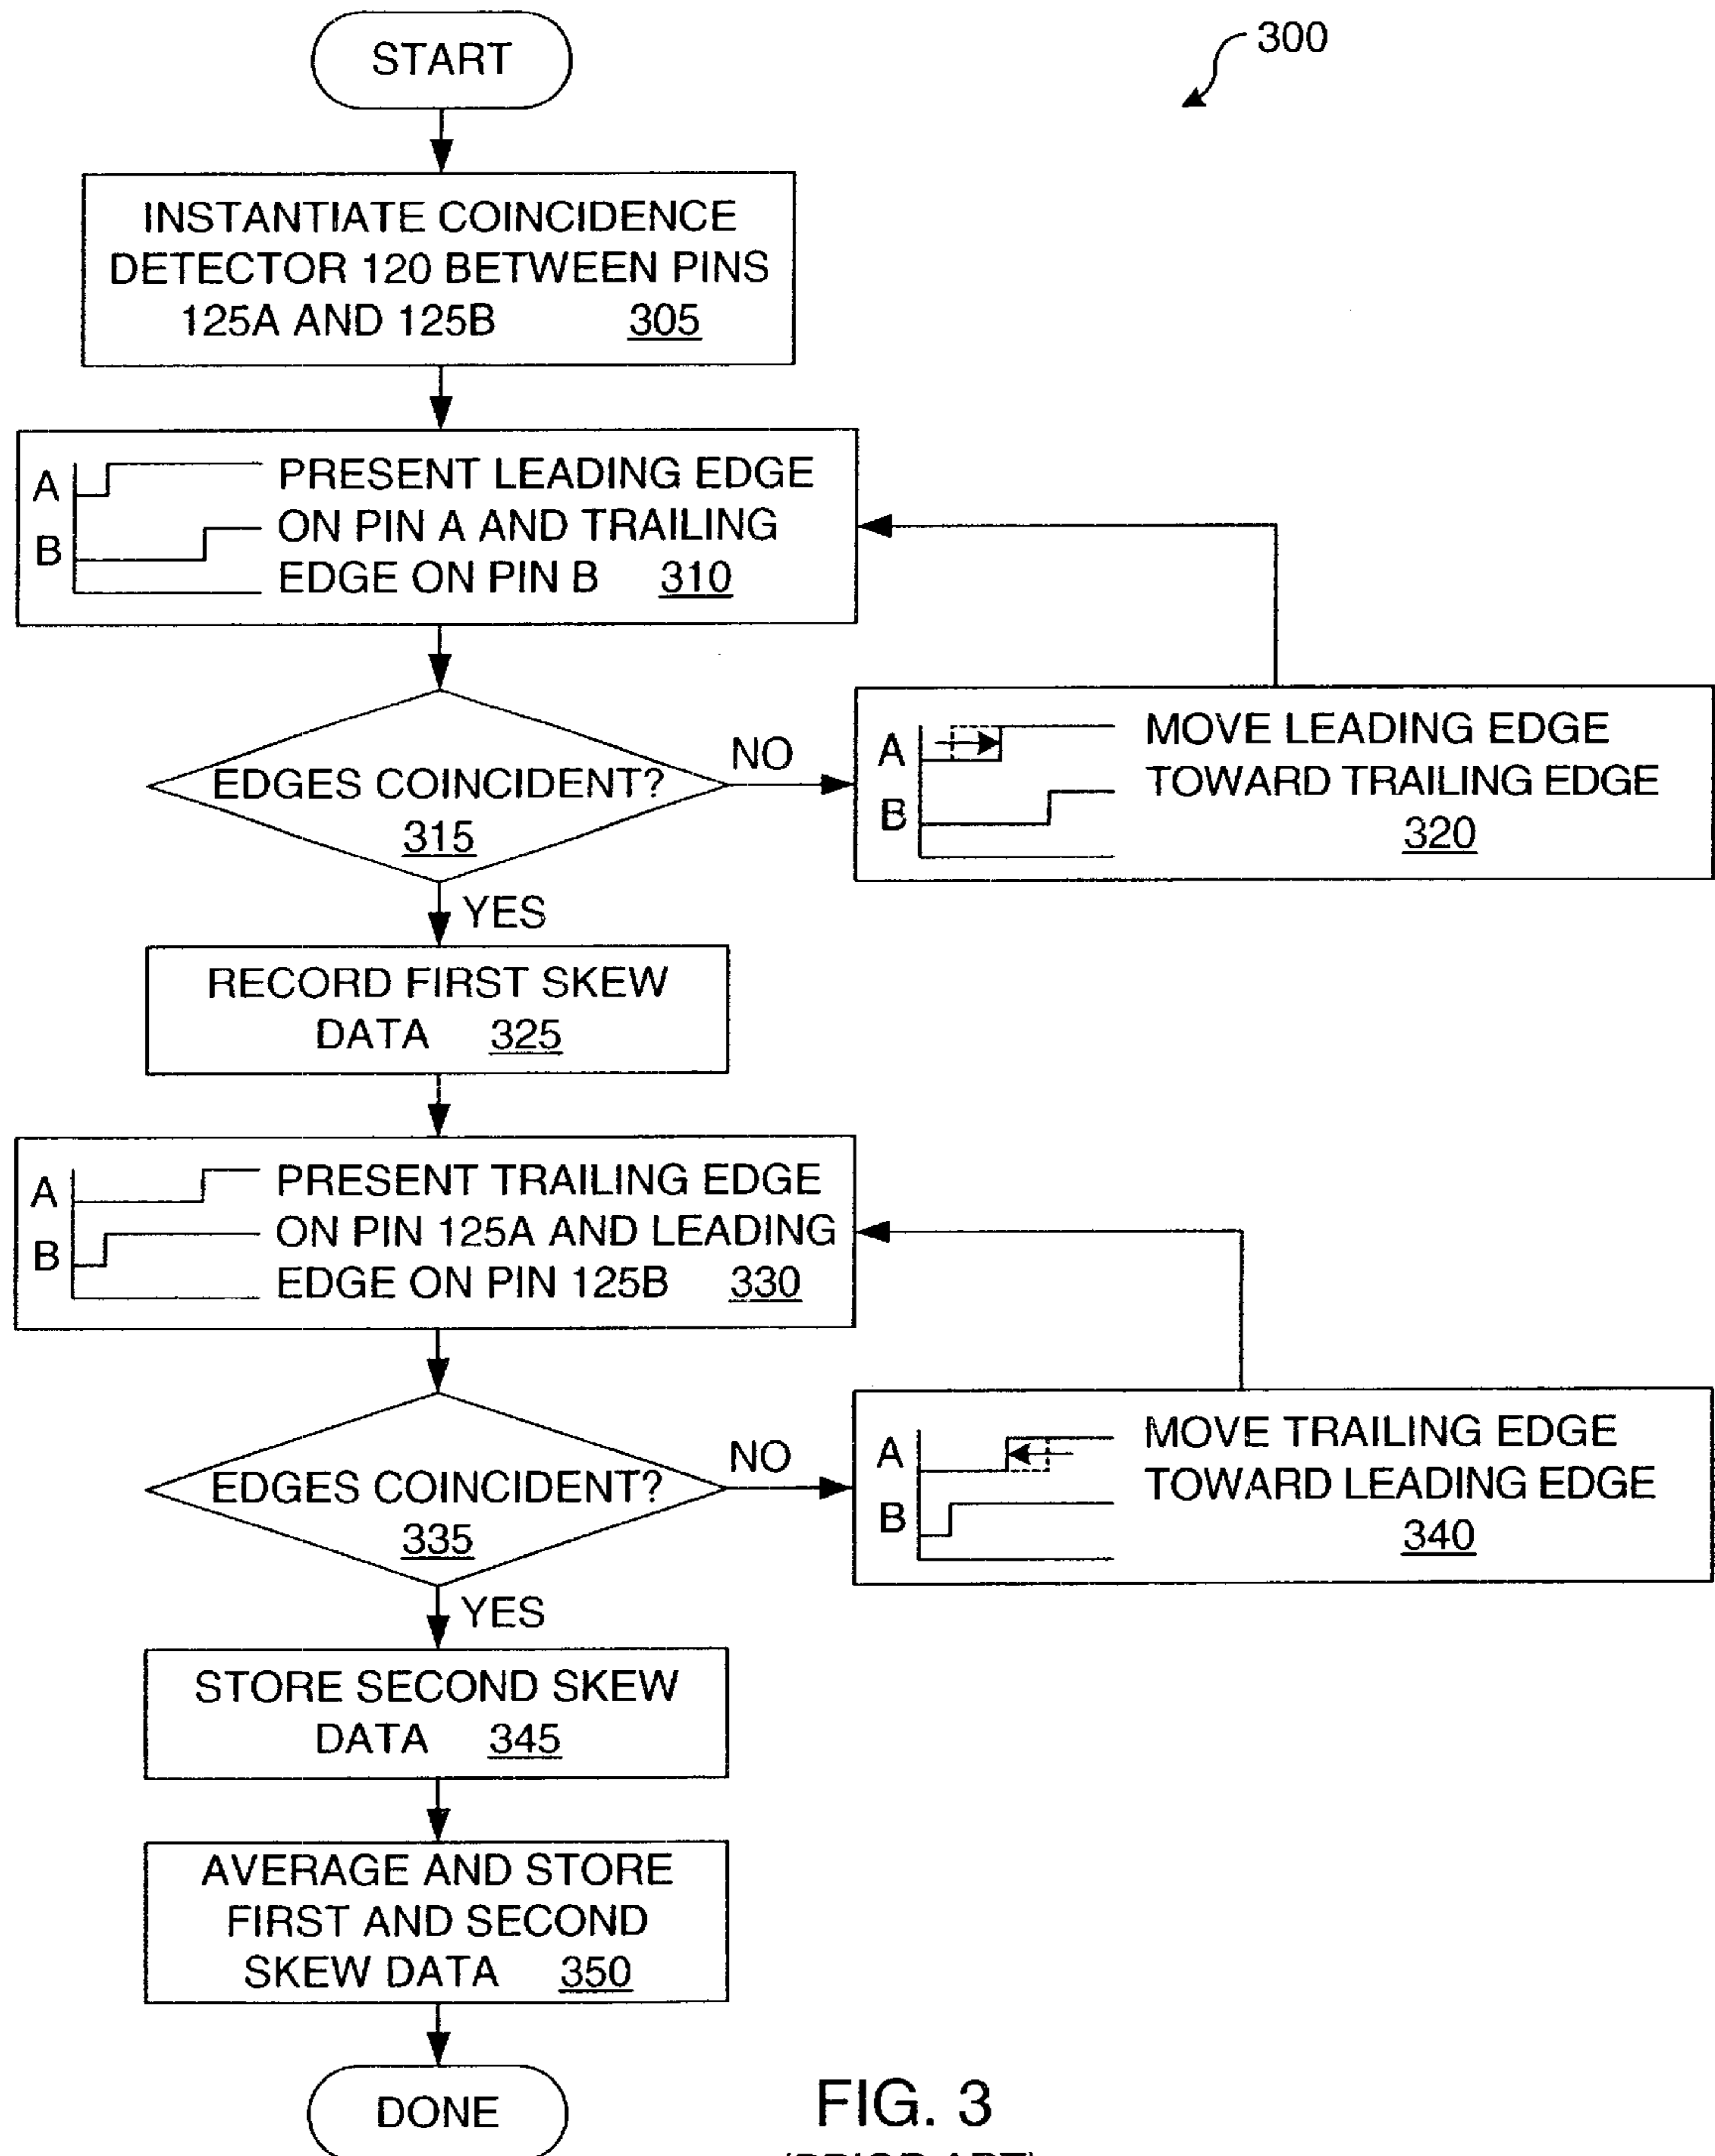 START
300
INSTANTIATE COINCIDENCE
DETECTOR 120 BETWEEN PINS
125A AND 125B 305
A
B
PRESENT LEADING EDGE
ON PIN A AND TRAILING
EDGE ON PIN B 310
EDGES COINCIDENT?
315
NO
A
B
MOVE LEADING EDGE
TOWARD TRAILING EDGE
320
YES
RECORD FIRST SKEW
DATA 325
A
B
PRESENT TRAILING EDGE
ON PIN 125A AND LEADING
EDGE ON PIN 125B 330
EDGES COINCIDENT?
335
NO
A
B
MOVE TRAILING EDGE
TOWARD LEADING EDGE
340
YES
STORE SECOND SKEW
DATA 345
AVERAGE AND STORE
FIRST AND SECOND
SKEW DATA 350
DONE
FIG. 3
(PRIOR ART)